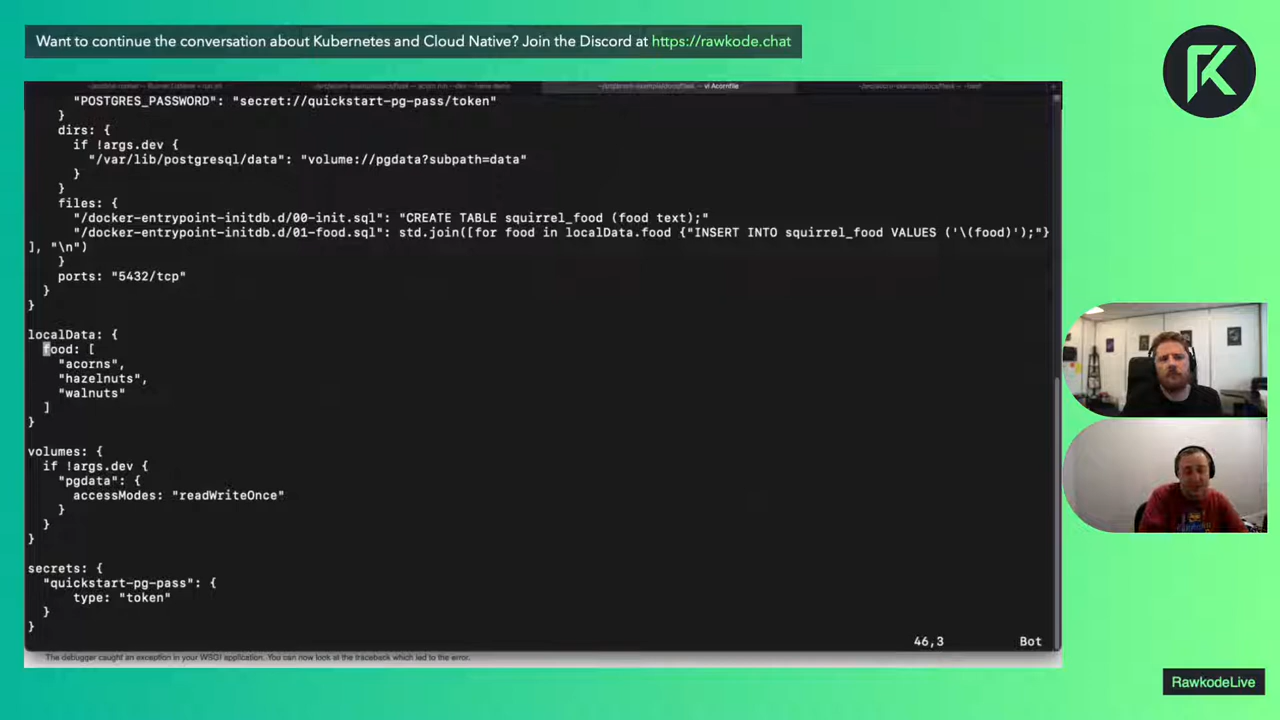 Want to continue the conversation about Kubernetes and Cloud Native? Join the Discord at https://rawkode.chat
vi Acornfile
"POSTGRES_PASSWORD": "secret://quickstart-pg-pass/token"
}
dirs: {
if !args.dev {
"/var/lib/postgresql/data": "volume://pgdata?subpath=data"
}
}
files: {
"/docker-entrypoint-initdb.d/00-init.sql": "CREATE TABLE squirrel_food (food text);"
"/docker-entrypoint-initdb.d/01-food.sql": std.join([for food in localData.food {"INSERT INTO squirrel_food VALUES ('\(food)');"}
], "\n")
}
ports: "5432/tcp"
}
}
localData: {
food: [
"acorns",
"hazelnuts",
"walnuts"
]
}
volumes: {
if !args.dev {
"pgdata": {
accessModes: "readWriteOnce"
}
}
}
secrets: {
"quickstart-pg-pass": {
type: "token"
}
}
46,3 Bot
The debugger caught an exception in your WSGI application. You can now look at the traceback which led to the error.
RawkodeLive